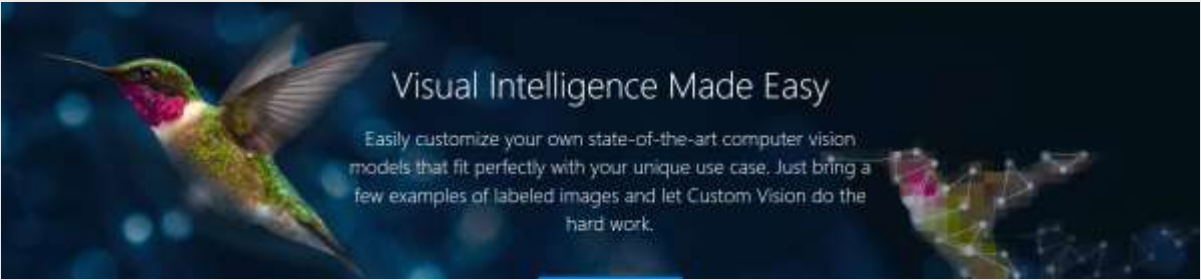 Visual Intelligence Made Easy
Easily customize your own state-of-the-art computer vision
models that fit perfectly with your unique use case. Just bring a
few examples of labeled images and let Custom Vision do the
hard work.